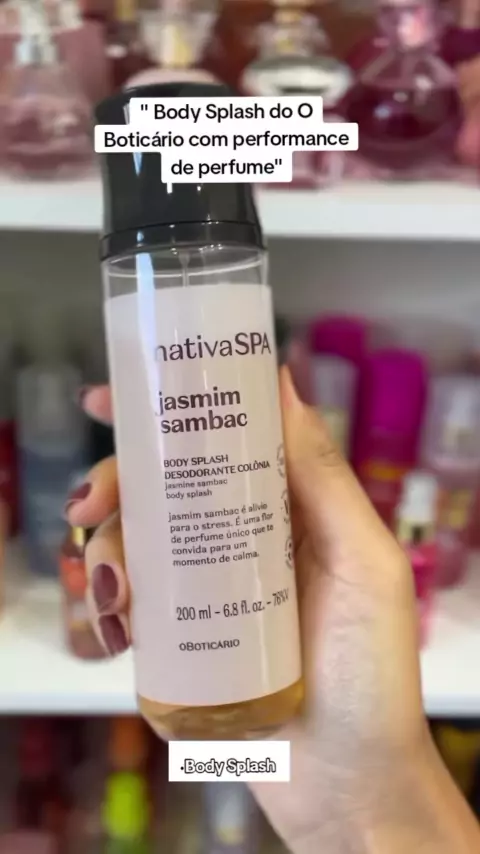 " Body Splash do O
Boticário com performance
de perfume"
nativaSPA
jasmim
sambac
BODY SPLASH
DESODORANTE COLÔNIA
jasmine sambac
body splash
jasmim sambac é alívio
para o stress. É uma flor
de perfume único que te
convida para um
momento de calma.
200 ml – 6.8 fl. oz. – 76%V
oBOTICÁRIO
·Body Splash